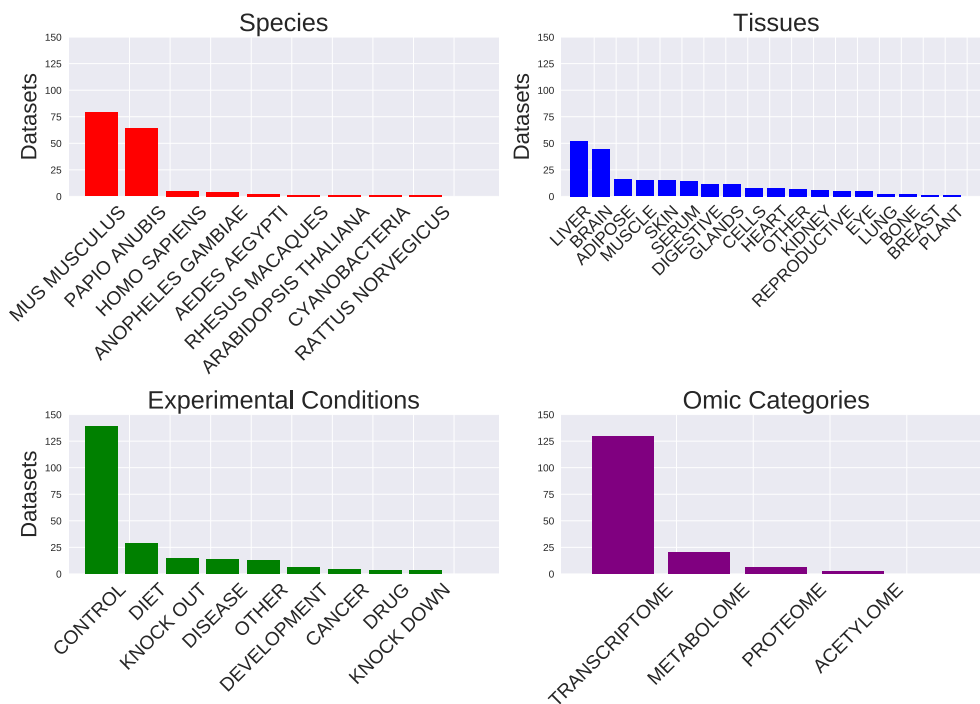 Species
Datasets
150
125
100
75
50
25
0
MUS MUSCULUS
PAPIO ANUBIS
HOMO SAPIENS
ANOPHELES GAMBIAE
AEDES AEGYPTI
RHESUS MACAQUES
ARABIDOPSIS THALIANA
CYANOBACTERIA
RATTUS NORVEGICUS
Tissues
Datasets
150
125
100
75
50
25
0
LIVER
BRAIN
ADIPOSE
MUSCLE
SKIN
SERUM
DIGESTIVE
GLANDS
CELLS
HEART
OTHER
KIDNEY
REPRODUCTIVE
EYE
LUNG
BONE
BREAST
PLANT
Experimental Conditions
Datasets
150
125
100
75
50
25
0
CONTROL
DIET
KNOCK OUT
DISEASE
OTHER
DEVELOPMENT
CANCER
DRUG
KNOCK DOWN
Omic Categories
150
125
100
75
50
25
0
TRANSCRIPTOME
METABOLOME
PROTEOME
ACETYLOME